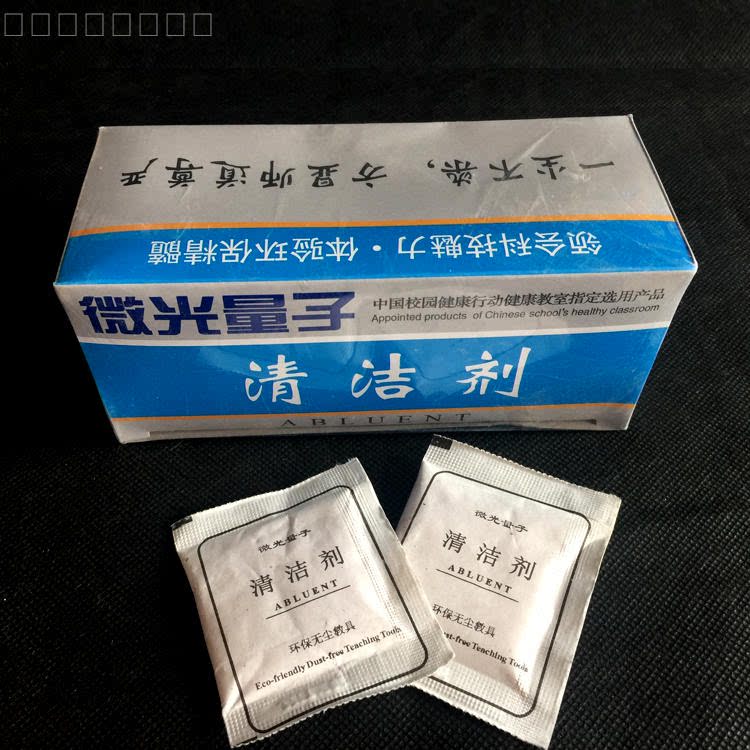 一尘不染，方显师道尊严
领会科技魅力·体验环保精髓
微光量子
中国校园健康行动健康教室指定选用产品
Appointed products of Chinese school's healthy classroom
清洁剂
ABLUENT
微光量子
清洁剂
ABLUENT
环保无尘教具
Eco-friendly Dust-free Teaching Tools
微光量子
清洁剂
ABLUENT
环保无尘教具
Dust-free Teaching Tools